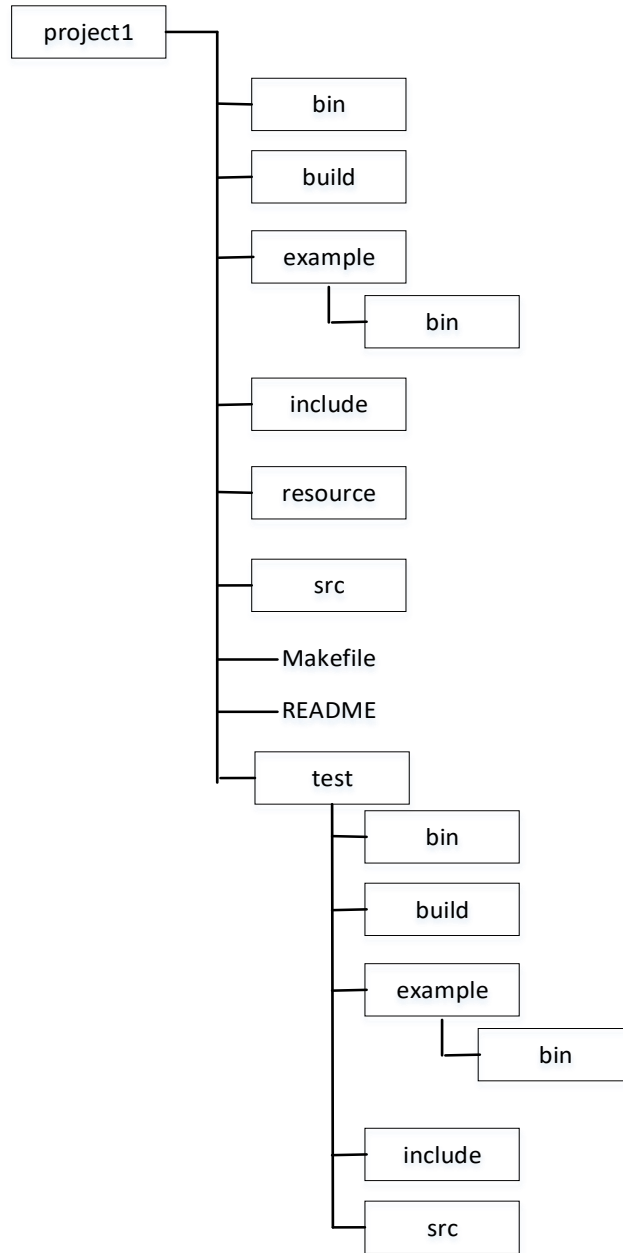 project1
bin
build
example
bin
include
resource
src
Makefile
README
test
bin
build
example
bin
include
src